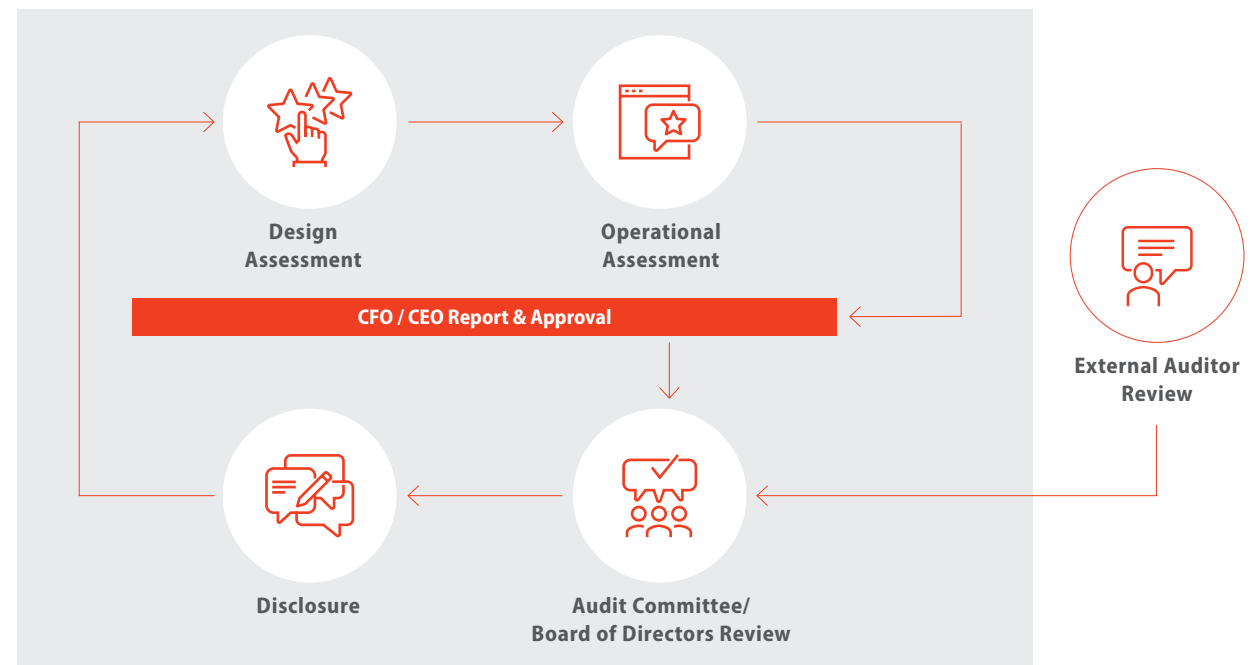 Design
Assessment
Operational
Assessment
CFO / CEO Report & Approval
External Auditor
Review
Disclosure
Audit Committee/
Board of Directors Review